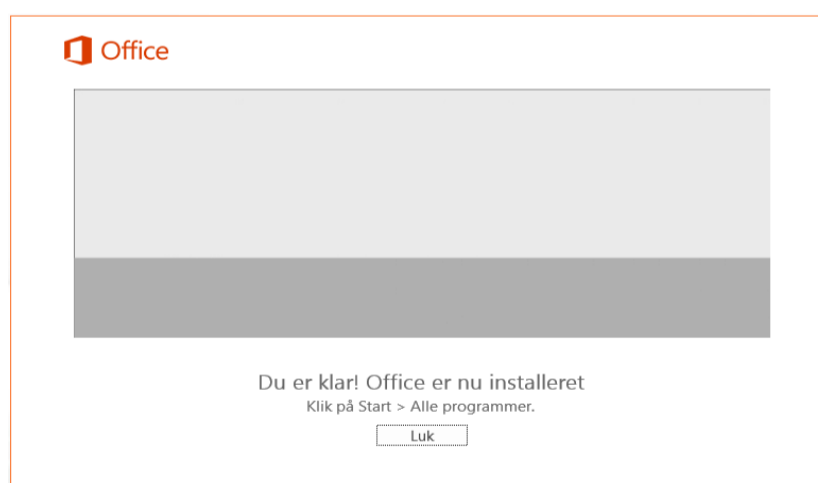 Office
Du er klar! Office er nu installeret
Klik på Start > Alle programmer.
Luk